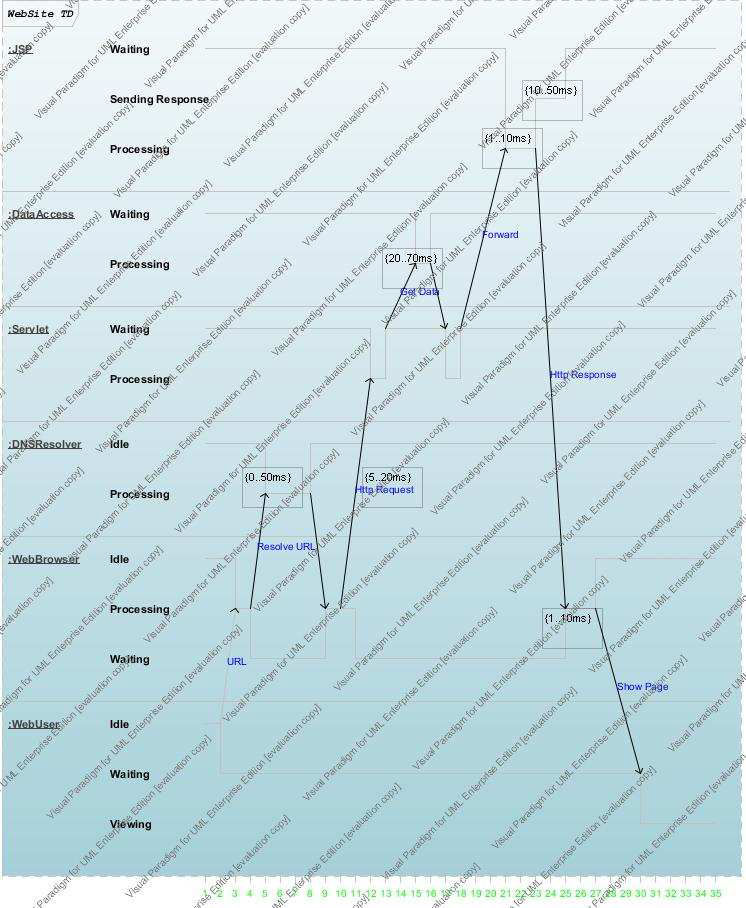 WebSite TD
:JSP
Waiting
Sending Response
{10..50ms}
Processing
{1..10ms}
:DataAccess
Waiting
Forward
Processing
{20..70ms}
Get Data
:Servlet
Waiting
Processing
Http Response
:DNSResolver
Idle
{0..50ms}
{5..20ms}
Processing
Http Request
Resolve URL
:WebBrowser
Idle
Processing
{1..10ms}
Waiting
URL
Show Page
:WebUser
Idle
Waiting
Viewing
1 2 3 4 5 6 7 8 9 10 11 12 13 14 15 16 17 18 19 20 21 22 23 24 25 26 27 28 29 30 31 32 33 34 35
Visual Paradigm for UML Enterprise Edition [evaluation copy]